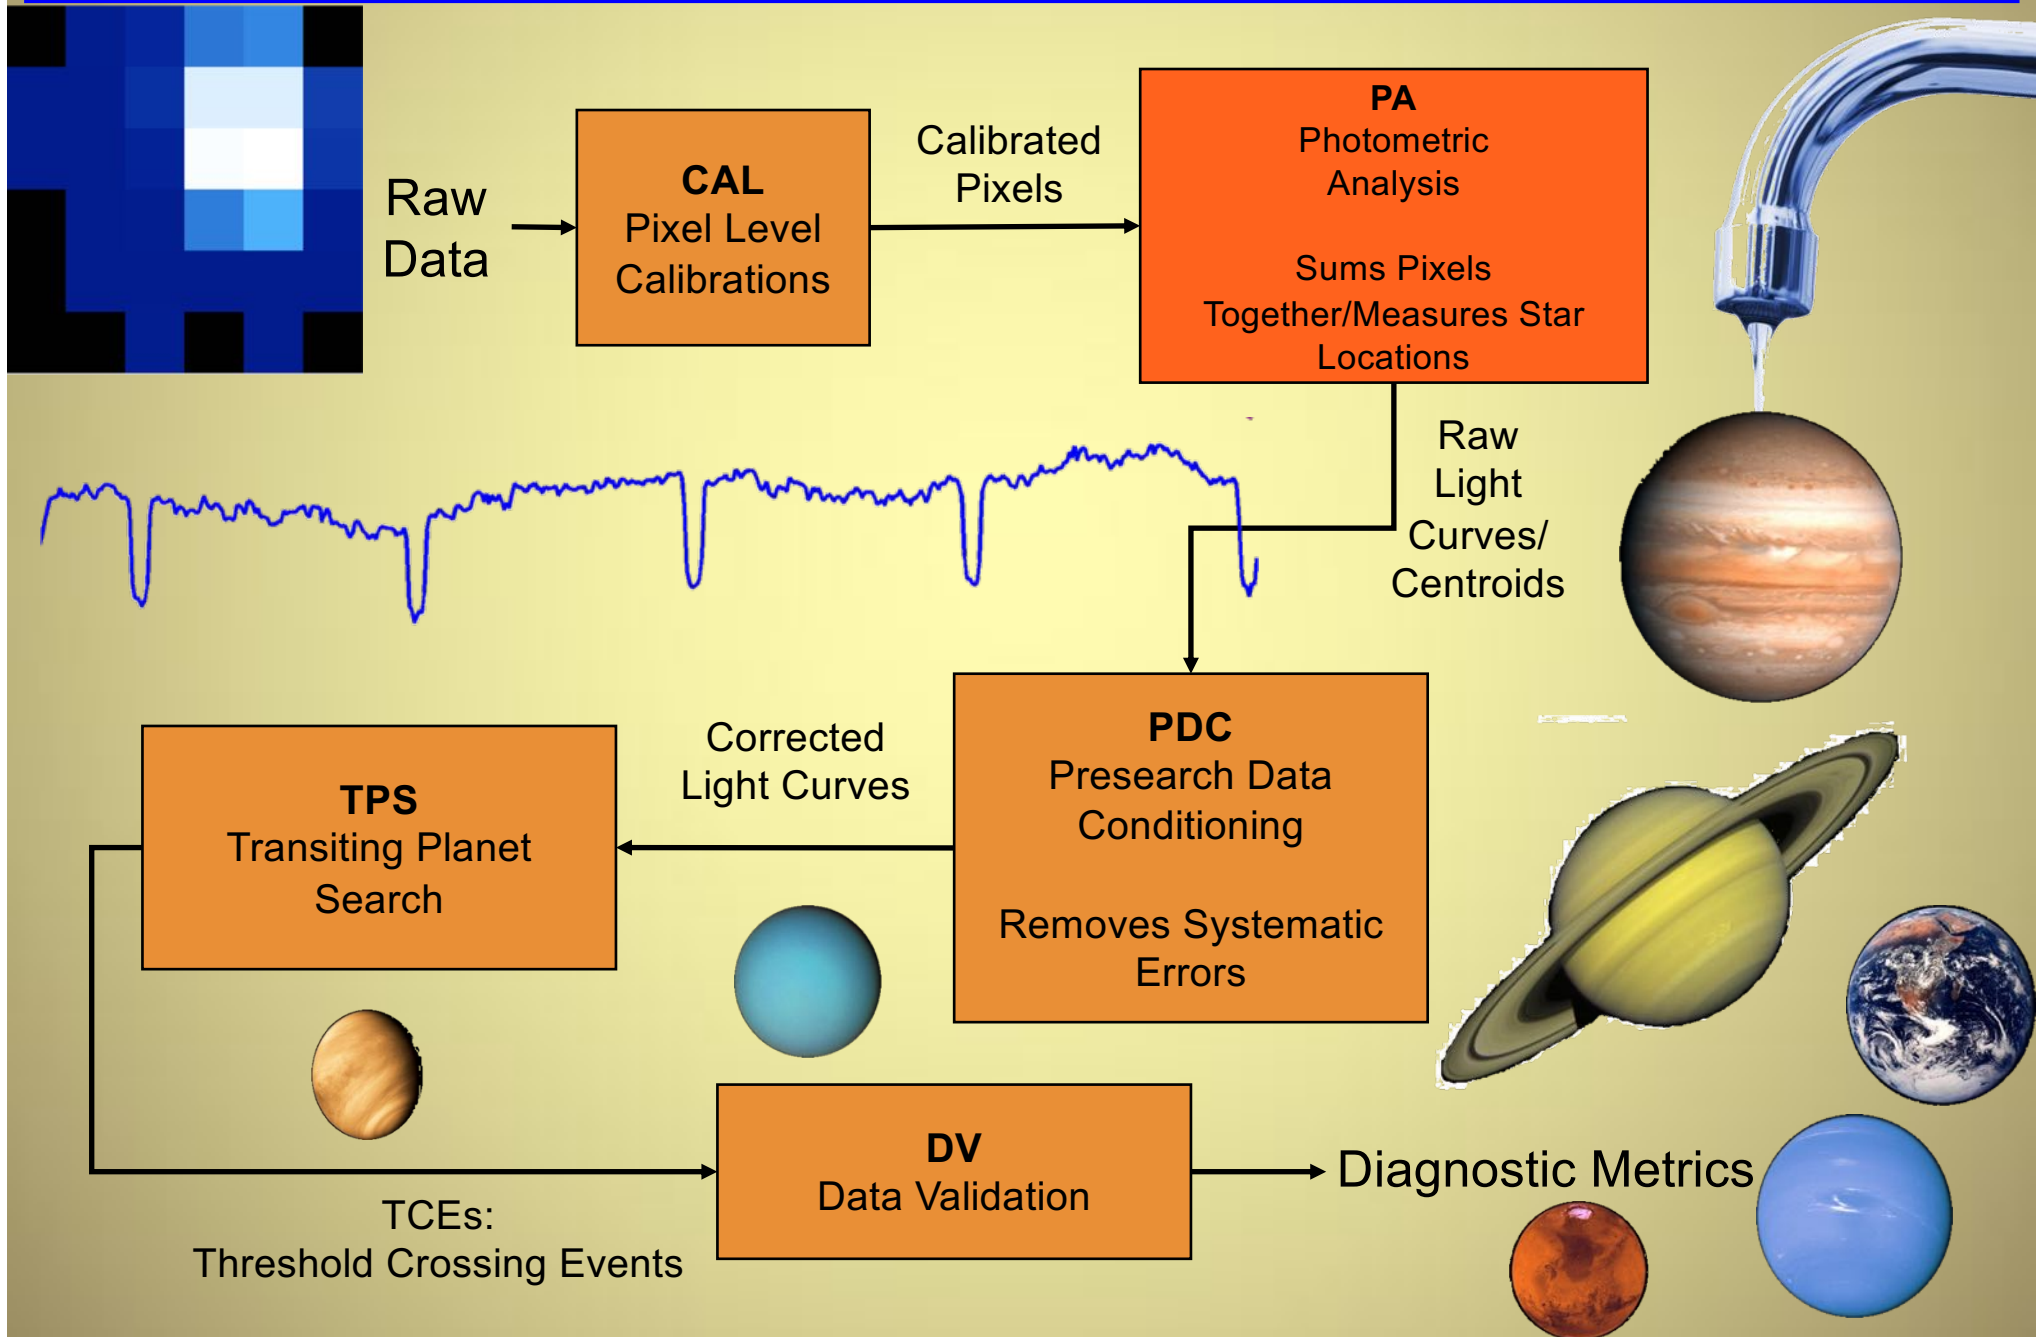 Raw
Data
CAL
Pixel Level
Calibrations
Calibrated
Pixels
PA
Photometric
Analysis
Sums Pixels
Together/Measures Star
Locations
Raw
Light
Curves/
Centroids
PDC
Presearch Data
Conditioning
Removes Systematic
Errors
Corrected
Light Curves
TPS
Transiting Planet
Search
TCEs:
Threshold Crossing Events
DV
Data Validation
Diagnostic Metrics